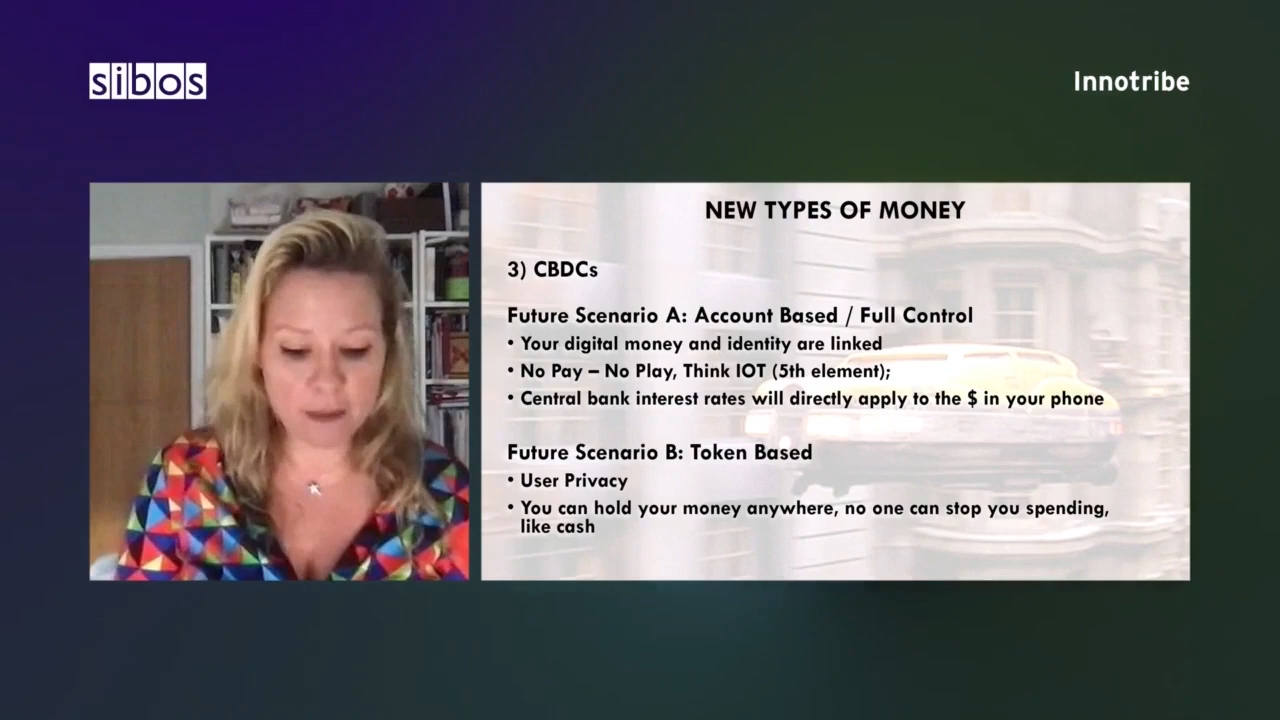 sibos
Innotribe
NEW TYPES OF MONEY
3) CBDCs
Future Scenario A: Account Based / Full Control
• Your digital money and identity are linked
• No Pay – No Play, Think IOT (5th element);
• Central bank interest rates will directly apply to the $ in your phone
Future Scenario B: Token Based
• User Privacy
• You can hold your money anywhere, no one can stop you spending,
like cash